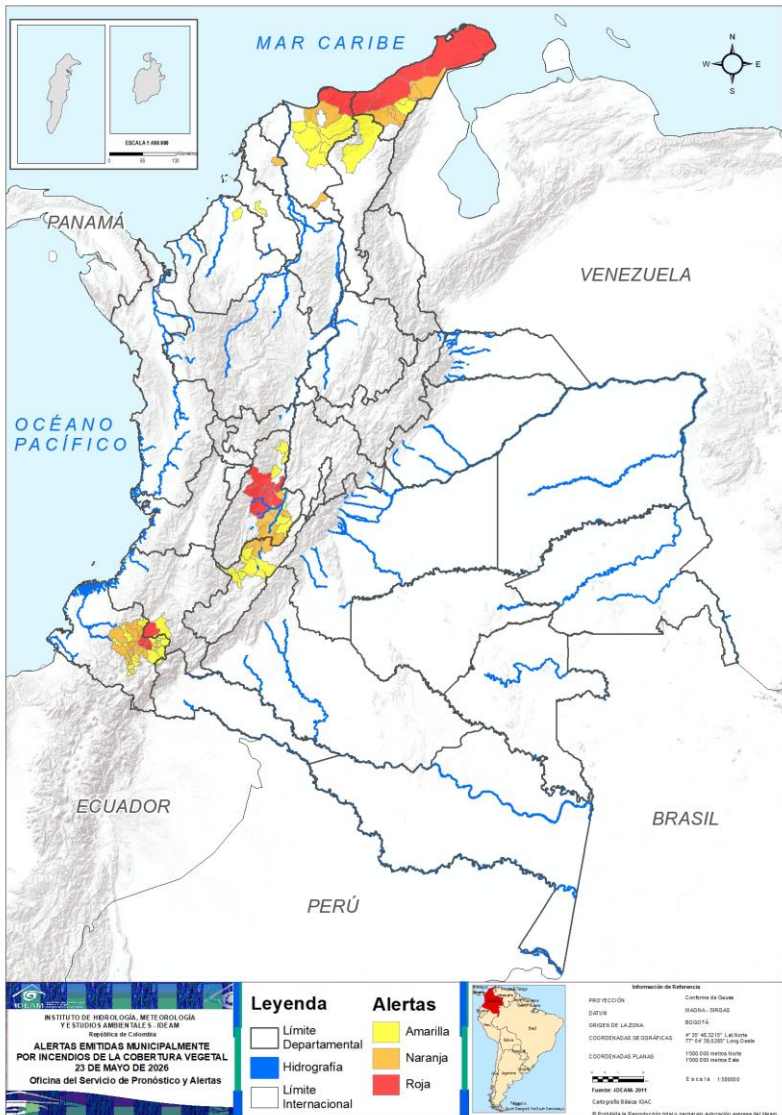 MAR CARIBE
N
W
E
S
ESCALA 1:400.000
PANAMÁ
VENEZUELA
OCÉANO
PACÍFICO
ECUADOR
BRASIL
PERÚ
IDEAM
INSTITUTO DE HIDROLOGÍA, METEOROLOGÍA
Y ESTUDIOS AMBIENTALES - IDEAM
República de Colombia
ALERTAS EMITIDAS MUNICIPALMENTE
POR INCENDIOS DE LA COBERTURA VEGETAL
23 DE MAYO DE 2026
Oficina del Servicio de Pronóstico y Alertas
Leyenda
Límite
Departamental
Hidrografía
Límite
Internacional
Alertas
Amarilla
Naranja
Roja
Información de Referencia
PROYECCIÓN Conforme de Gauss
DATUM MAGNA - SIRGAS
ORIGEN DE LA ZONA BOGOTÁ
COORDENADAS GEOGRÁFICAS
COORDENADAS PLANAS 1'000.000 metros Norte
1'000.000 metros Este
Fuente: IDEAM 2011
Cartografía Básica IGAC